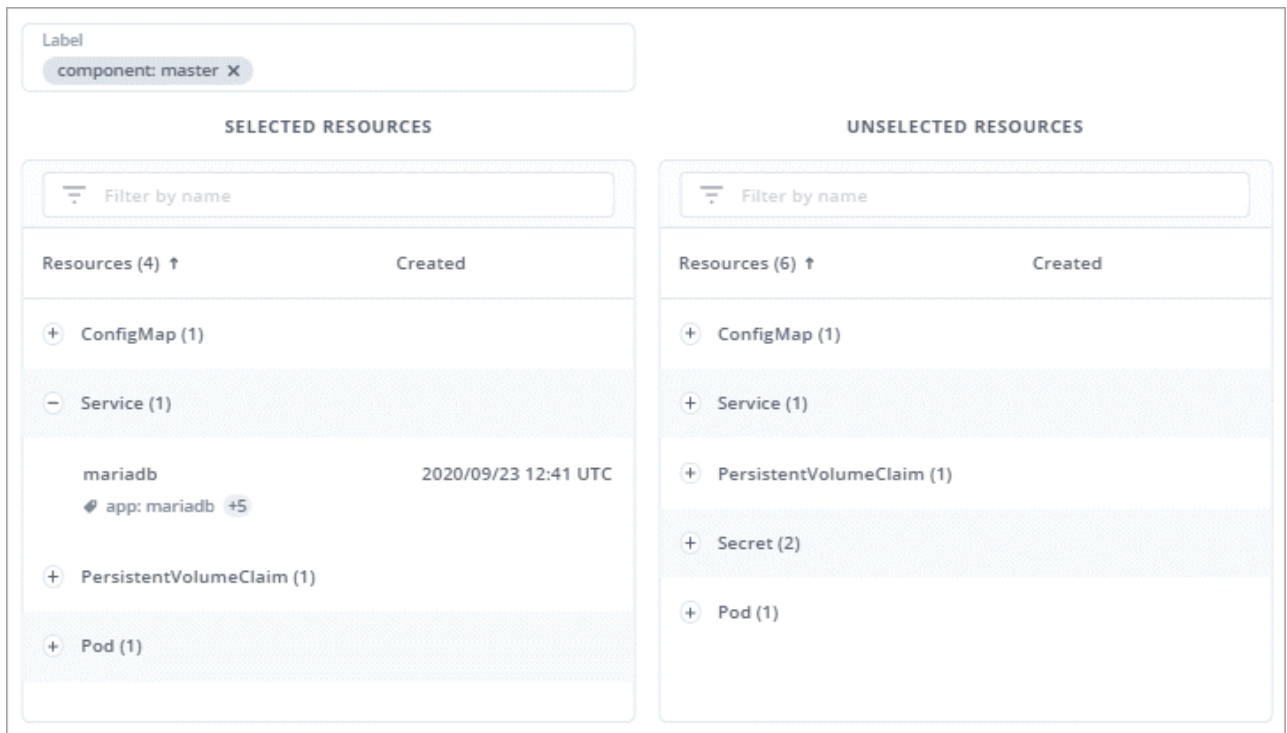 Label
component: master ×
SELECTED RESOURCES
UNSELECTED RESOURCES
Filter by name
Filter by name
Resources (4) ↑ Created
Resources (6) ↑ Created
ConfigMap (1)
ConfigMap (1)
Service (1)
Service (1)
mariadb 2020/09/23 12:41 UTC
app: mariadb +5
PersistentVolumeClaim (1)
PersistentVolumeClaim (1)
Secret (2)
Pod (1)
Pod (1)